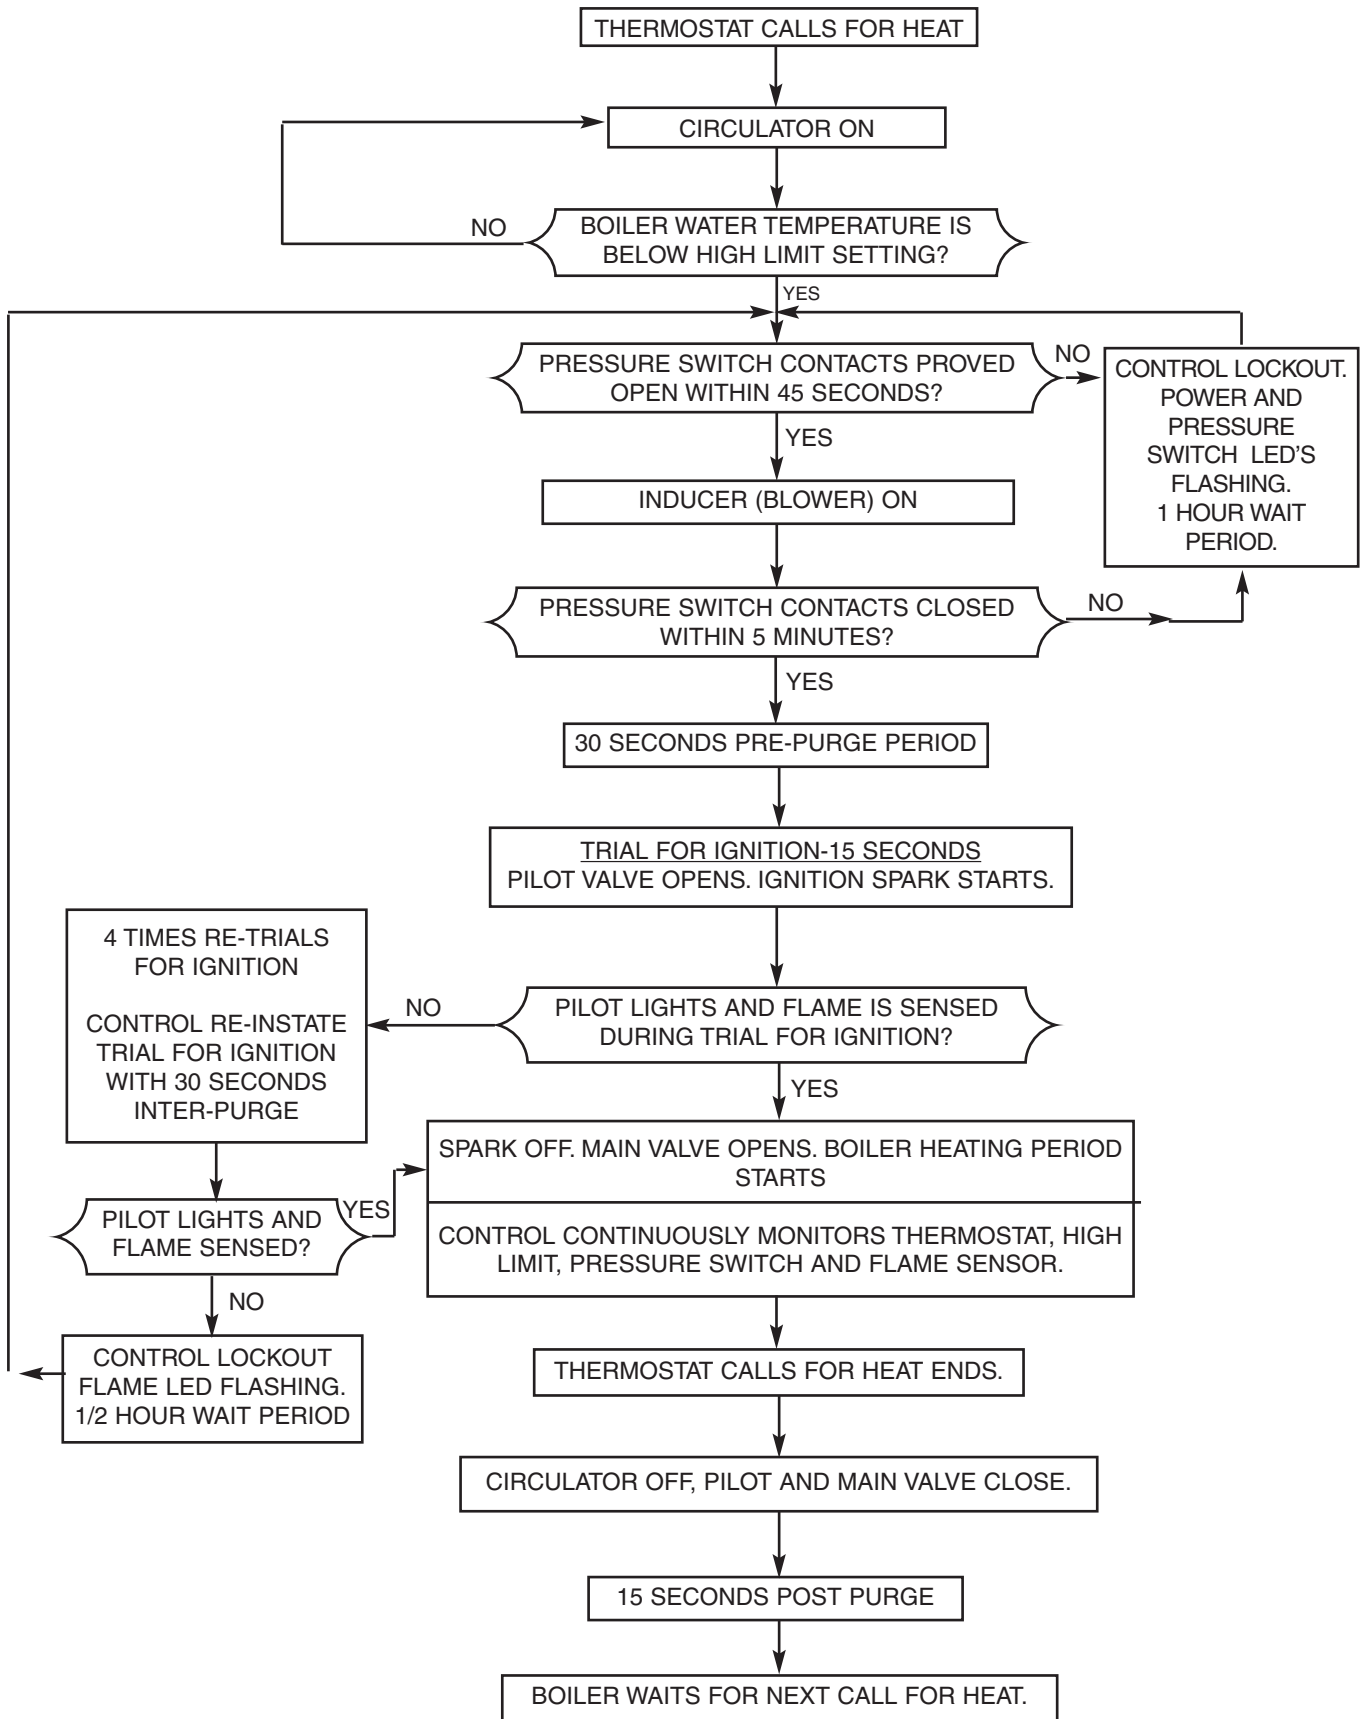 THERMOSTAT CALLS FOR HEAT
CIRCULATOR ON
NO
BOILER WATER TEMPERATURE IS
BELOW HIGH LIMIT SETTING?
YES
PRESSURE SWITCH CONTACTS PROVED
OPEN WITHIN 45 SECONDS?
NO
CONTROL LOCKOUT.
POWER AND
PRESSURE
SWITCH LED'S
FLASHING.
1 HOUR WAIT
PERIOD.
YES
INDUCER (BLOWER) ON
PRESSURE SWITCH CONTACTS CLOSED
WITHIN 5 MINUTES?
NO
YES
30 SECONDS PRE-PURGE PERIOD
TRIAL FOR IGNITION-15 SECONDS
PILOT VALVE OPENS. IGNITION SPARK STARTS.
PILOT LIGHTS AND FLAME IS SENSED
DURING TRIAL FOR IGNITION?
NO
4 TIMES RE-TRIALS
FOR IGNITION
CONTROL RE-INSTATE
TRIAL FOR IGNITION
WITH 30 SECONDS
INTER-PURGE
YES
SPARK OFF. MAIN VALVE OPENS. BOILER HEATING PERIOD
STARTS
CONTROL CONTINUOUSLY MONITORS THERMOSTAT, HIGH
LIMIT, PRESSURE SWITCH AND FLAME SENSOR.
PILOT LIGHTS AND
FLAME SENSED?
YES
NO
CONTROL LOCKOUT
FLAME LED FLASHING.
1/2 HOUR WAIT PERIOD
THERMOSTAT CALLS FOR HEAT ENDS.
CIRCULATOR OFF, PILOT AND MAIN VALVE CLOSE.
15 SECONDS POST PURGE
BOILER WAITS FOR NEXT CALL FOR HEAT.